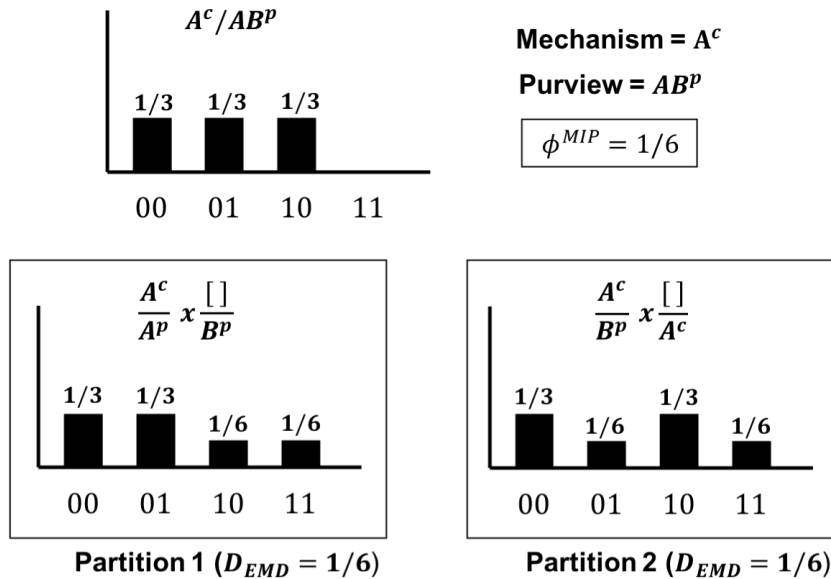 A^c/AB^p
1/3 1/3 1/3
00 01 10 11
Mechanism = A^c
Purview = AB^p
ϕ^MIP = 1/6
A^c/A^p x [ ]/B^p
1/3 1/3 1/6 1/6
00 01 10 11
Partition 1 (D_EMD = 1/6)
A^c/B^p x [ ]/A^c
1/3 1/6 1/3 1/6
00 01 10 11
Partition 2 (D_EMD = 1/6)